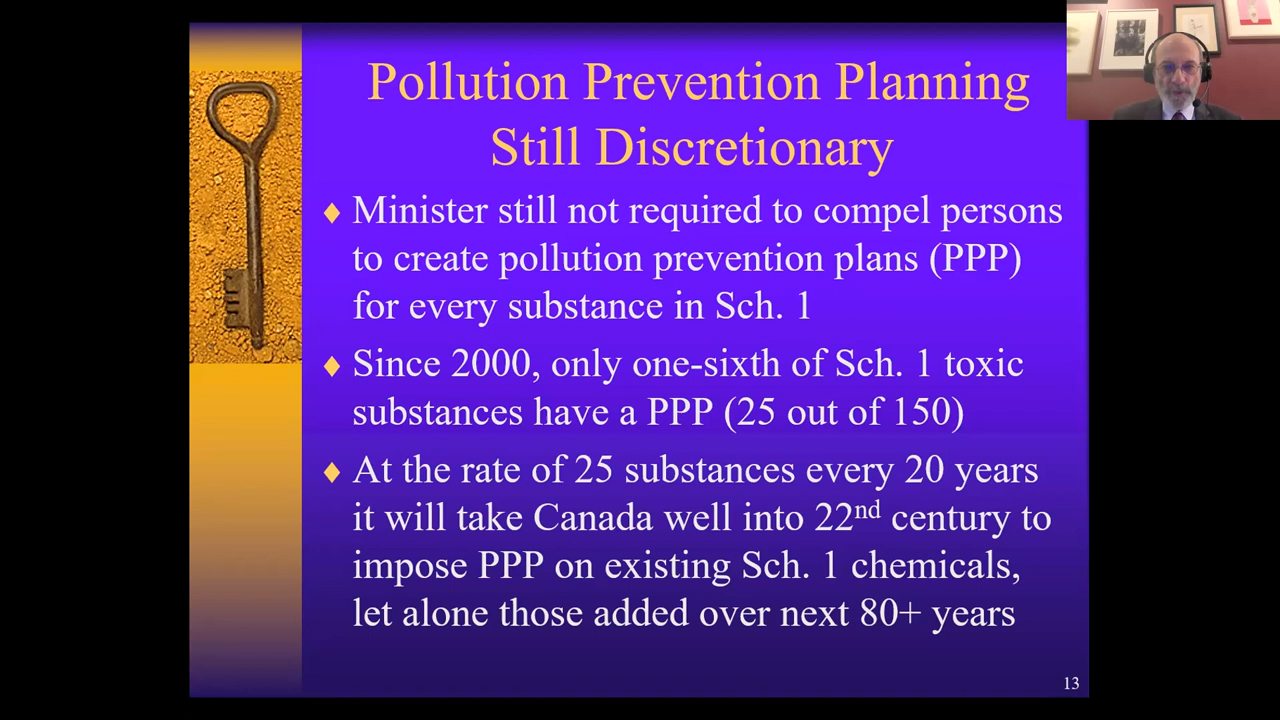 Pollution Prevention Planning
Still Discretionary
Minister still not required to compel persons
to create pollution prevention plans (PPP)
for every substance in Sch. 1
Since 2000, only one-sixth of Sch. 1 toxic
substances have a PPP (25 out of 150)
At the rate of 25 substances every 20 years
it will take Canada well into 22nd century to
impose PPP on existing Sch. 1 chemicals,
let alone those added over next 80+ years
13